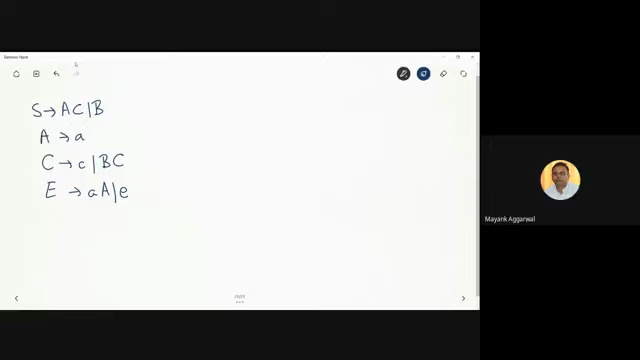 S → AC | B
A → a
C → c | BC
E → aA | e
Mayank Aggarwal